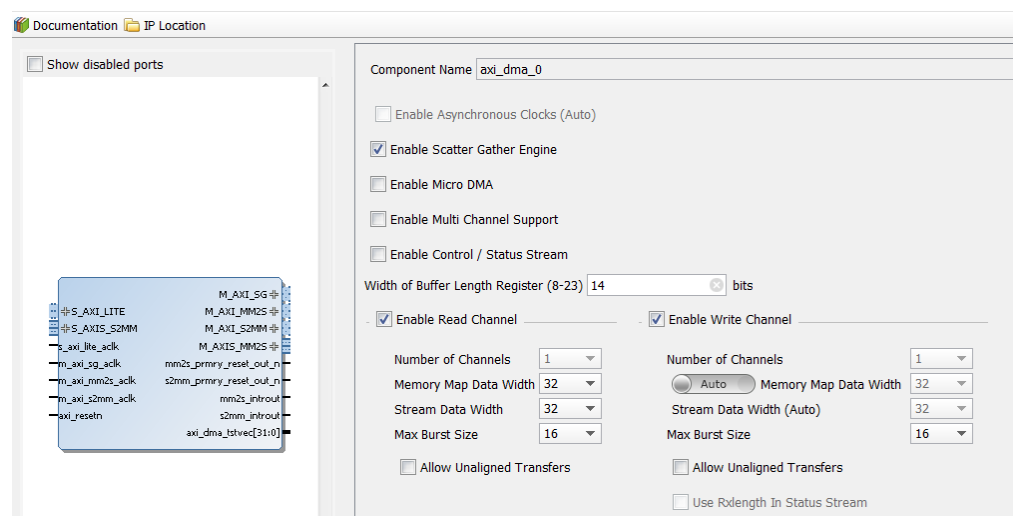 Documentation IP Location
Show disabled ports
M_AXI_SG
S_AXI_LITE M_AXI_MM2S
S_AXIS_S2MM M_AXI_S2MM
s_axi_lite_aclk M_AXIS_MM2S
m_axi_sg_aclk mm2s_prmry_reset_out_n
m_axi_mm2s_aclk s2mm_prmry_reset_out_n
m_axi_s2mm_aclk mm2s_introut
axi_resetn s2mm_introut
axi_dma_tstvec[31:0]
Component Name axi_dma_0
Enable Asynchronous Clocks (Auto)
Enable Scatter Gather Engine
Enable Micro DMA
Enable Multi Channel Support
Enable Control / Status Stream
Width of Buffer Length Register (8-23) 14 bits
Enable Read Channel
Number of Channels 1
Memory Map Data Width 32
Stream Data Width 32
Max Burst Size 16
Allow Unaligned Transfers
Enable Write Channel
Number of Channels 1
Auto Memory Map Data Width 32
Stream Data Width (Auto) 32
Max Burst Size 16
Allow Unaligned Transfers
Use Rxlength In Status Stream